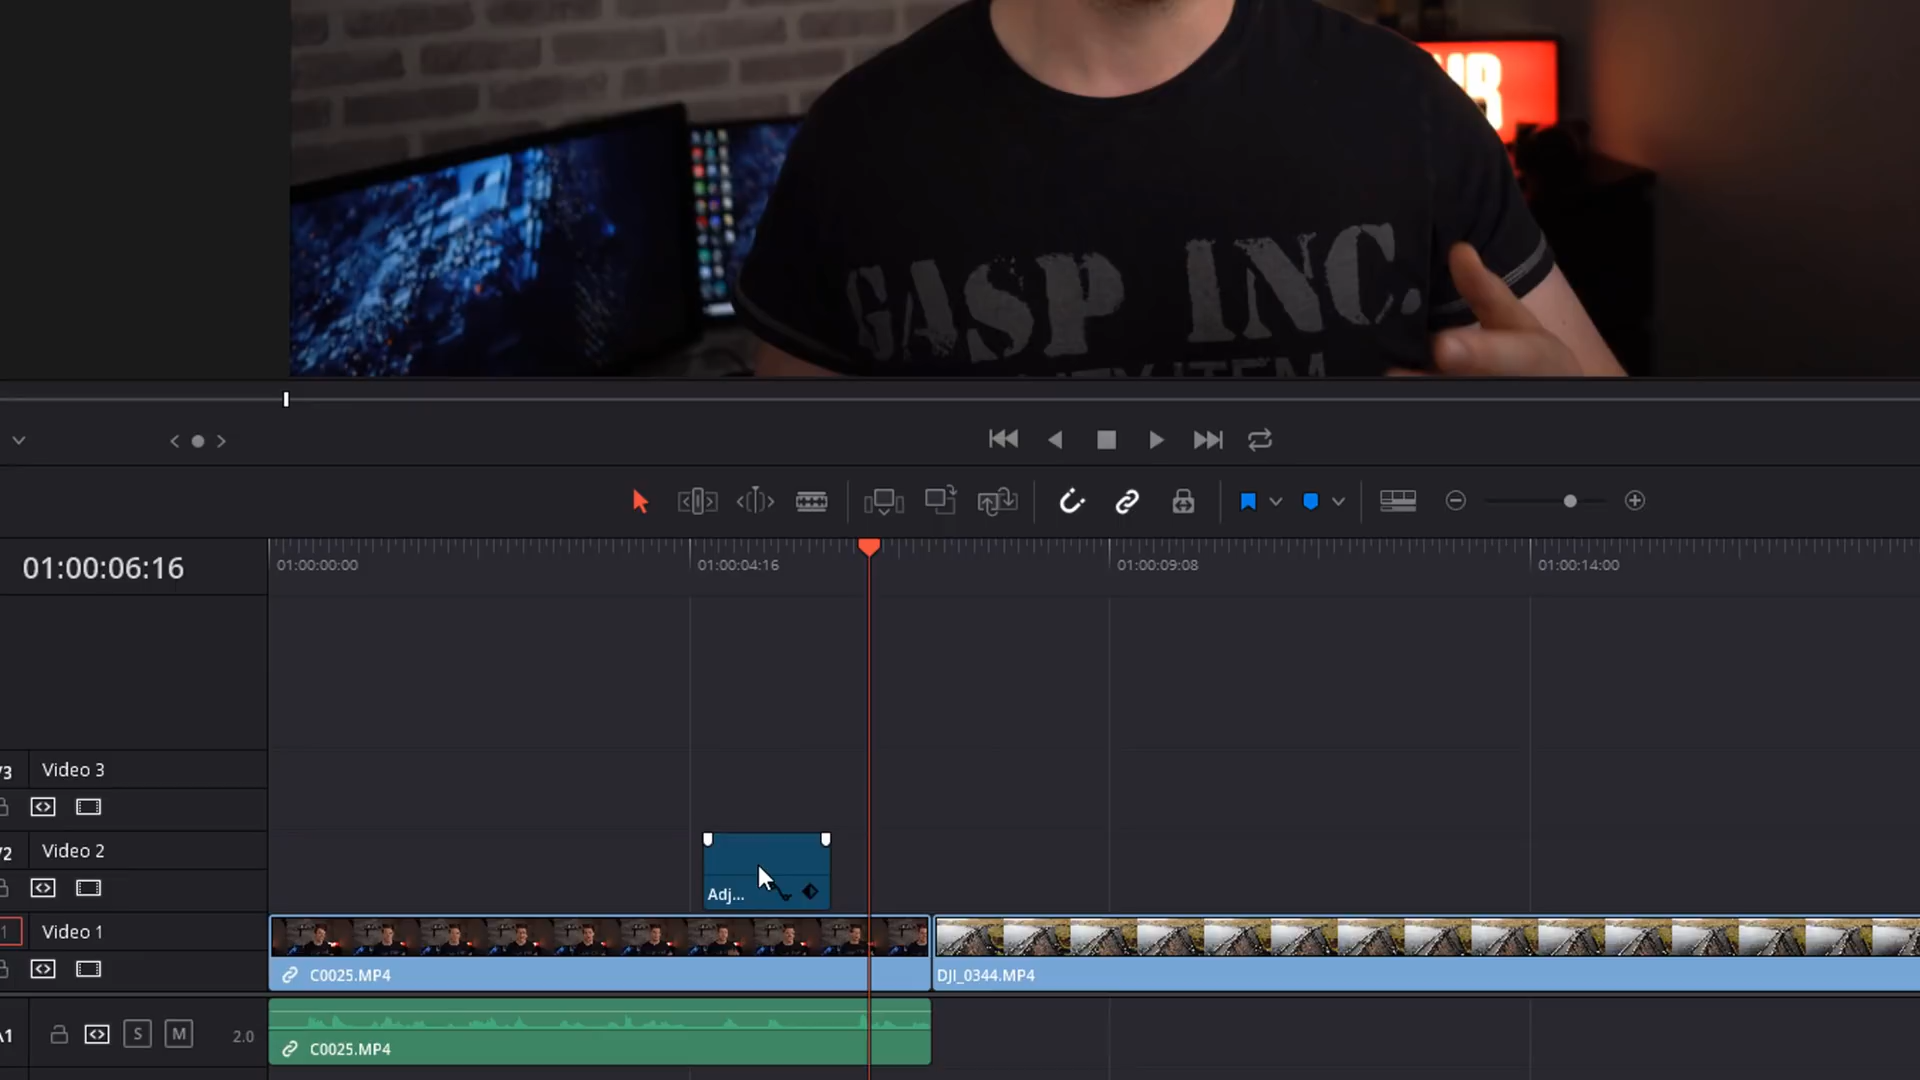 GASP INC.
01:00:06:16
01:00:00:00
01:00:04:16
01:00:09:08
01:00:14:00
Video 3
Video 2
Adj...
Video 1
C0025.MP4
DJI_0344.MP4
S
M
2.0
C0025.MP4